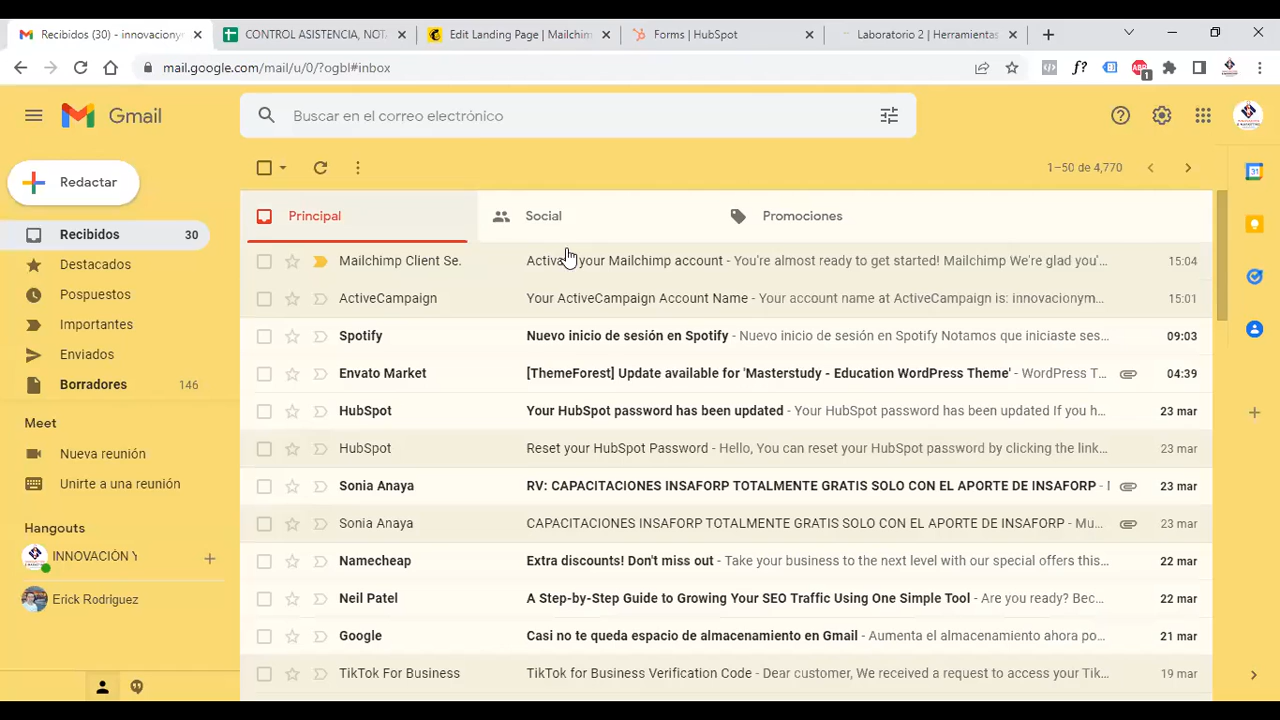 Recibidos (30) - innovacionym
CONTROL ASISTENCIA, NOT
Edit Landing Page | Mailchimp
Forms | HubSpot
Laboratorio 2 | Herramientas
mail.google.com/mail/u/0/?ogbl#inbox
f?
ABP
1
Gmail
Buscar en el correo electrónico
Redactar
1–50 de 4,770
Recibidos 30
Destacados
Pospuestos
Importantes
Enviados
Borradores 146
Meet
Nueva reunión
Unirte a una reunión
Hangouts
INNOVACIÓN Y
Erick Rodriguez
Principal
Social
Promociones
Mailchimp Client Se. your Mailchimp account - You're almost ready to get started! Mailchimp We're glad you'... 15:04
ActiveCampaign Your ActiveCampaign Account Name - Your account name at ActiveCampaign is: innovacionym... 15:01
Spotify Nuevo inicio de sesión en Spotify - Nuevo inicio de sesión en Spotify Notamos que iniciaste ses... 09:03
Envato Market [ThemeForest] Update available for 'Masterstudy - Education WordPress Theme' - WordPress T... 04:39
HubSpot Your HubSpot password has been updated - Your HubSpot password has been updated If you h... 23 mar
HubSpot Reset your HubSpot Password - Hello, You can reset your HubSpot password by clicking the link... 23 mar
Sonia Anaya RV: CAPACITACIONES INSAFORP TOTALMENTE GRATIS SOLO CON EL APORTE DE INSAFORP - 23 mar
Sonia Anaya CAPACITACIONES INSAFORP TOTALMENTE GRATIS SOLO CON EL APORTE DE INSAFORP - Mu... 23 mar
Namecheap Extra discounts! Don't miss out - Take your business to the next level with our special offers this... 22 mar
Neil Patel A Step-by-Step Guide to Growing Your SEO Traffic Using One Simple Tool - Are you ready? Bec... 22 mar
Google Casi no te queda espacio de almacenamiento en Gmail - Aumenta el almacenamiento ahora po... 21 mar
TikTok For Business TikTok for Business Verification Code - Dear customer, We received a request to access your Tik... 19 mar
31